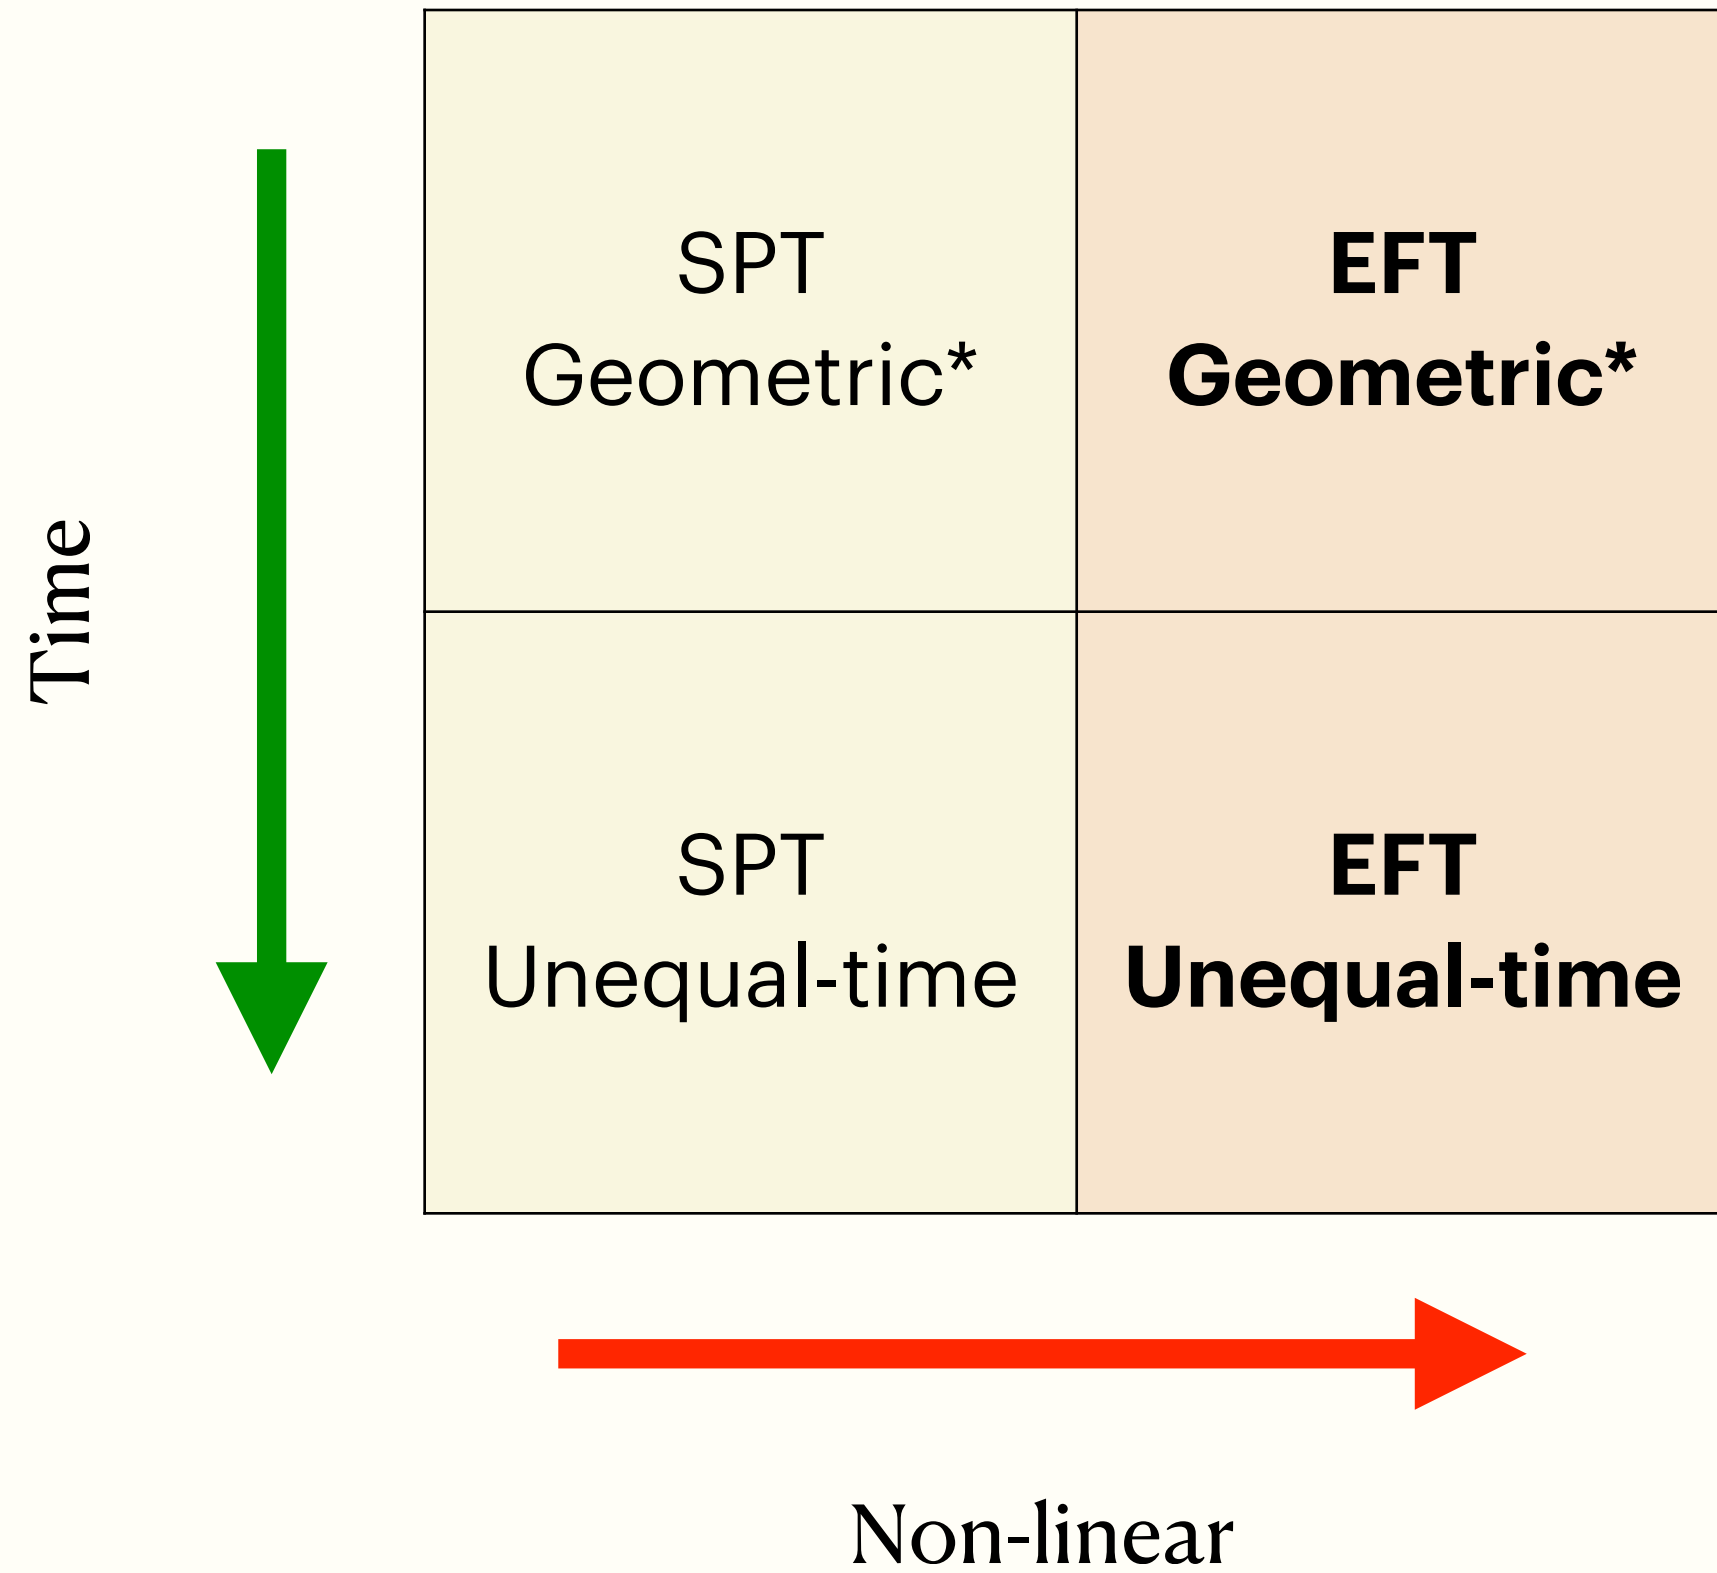 Time
SPT
Geometric*
EFT
Geometric*
SPT
Unequal-time
EFT
Unequal-time
Non-linear